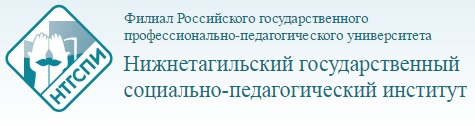 Филиал Российского государственного
профессионально-педагогического университета
Нижнетагильский государственный
социально-педагогический институт
НТГСПИ